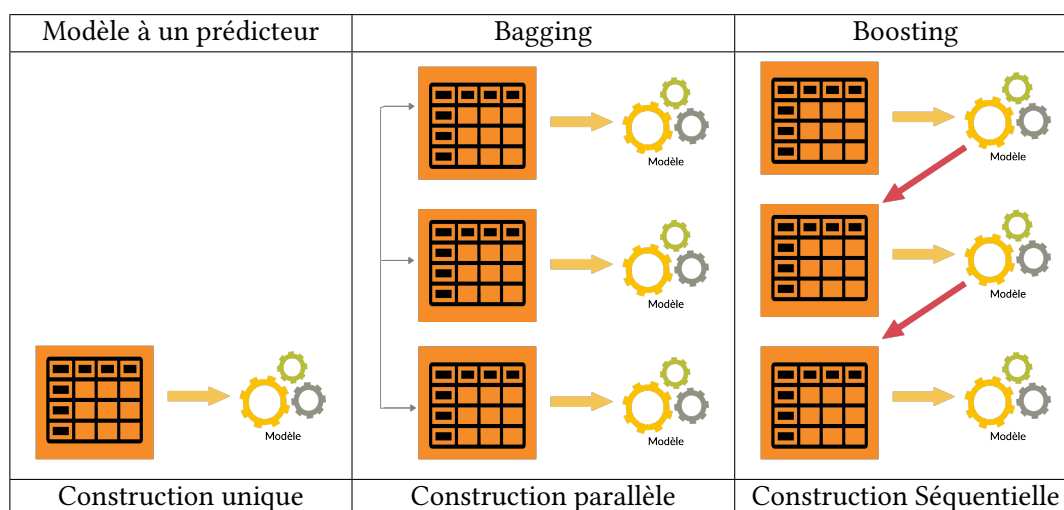 Modèle à un prédicteur
Bagging
Boosting
Modèle
Modèle
Modèle
Modèle
Modèle
Modèle
Modèle
Construction unique
Construction parallèle
Construction Séquentielle